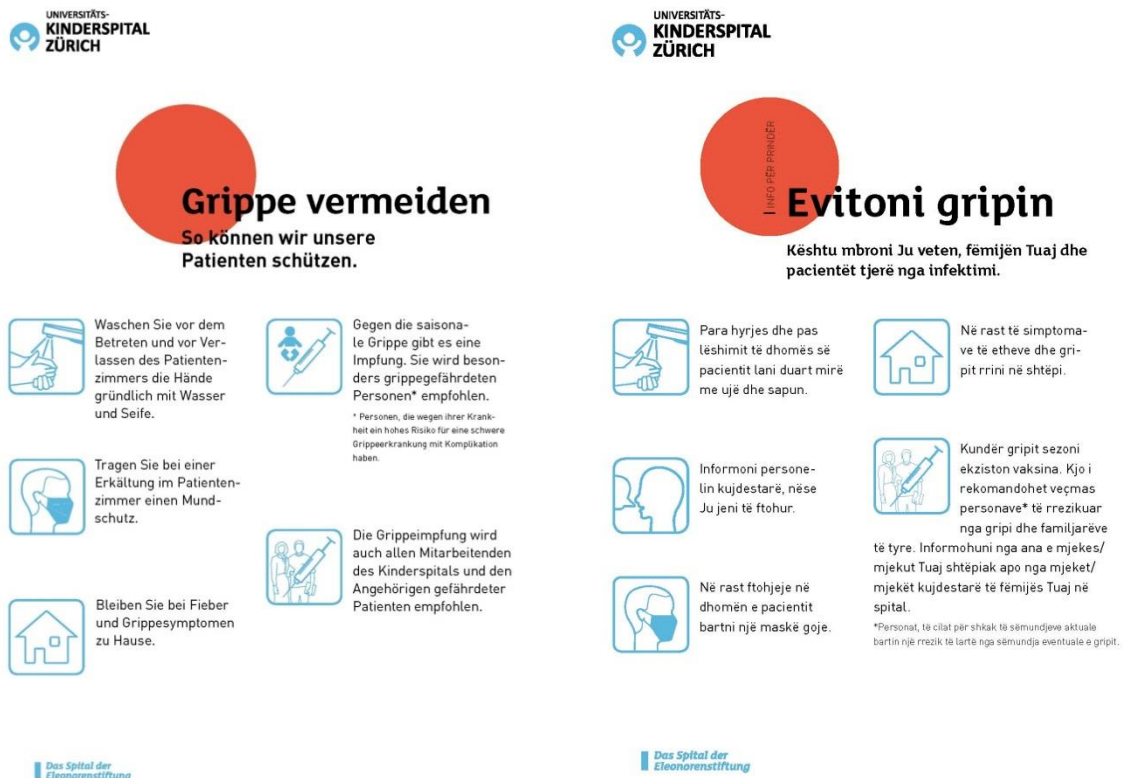 UNIVERSITÄTS-
KINDERSPITAL
ZÜRICH
Grippe vermeiden
So können wir unsere
Patienten schützen.
Waschen Sie vor dem
Betreten und vor Ver-
lassen des Patienten-
zimmers die Hände
gründlich mit Wasser
und Seife.
Tragen Sie bei einer
Erkältung im Patienten-
zimmer einen Mund-
schutz.
Bleiben Sie bei Fieber
und Grippesymptomen
zu Hause.
Gegen die saisona-
le Grippe gibt es eine
Impfung. Sie wird beson-
ders grippegefährdeten
Personen* empfohlen.
* Personen, die wegen ihrer Krank-
heit ein hohes Risiko für eine schwere
Grippeerkrankung mit Komplikation
haben.
Die Grippeimpfung wird
auch allen Mitarbeitenden
des Kinderspitals und den
Angehörigen gefährdeter
Patienten empfohlen.
Das Spital der
Eleonorenstiftung
UNIVERSITÄTS-
KINDERSPITAL
ZÜRICH
INFO PËR PRINDËR
Evitoni gripin
Kështu mbroni Ju veten, fëmijën Tuaj dhe
pacientët tjerë nga infektimi.
Para hyrjes dhe pas
lëshimit të dhomës së
pacientit lani duart mirë
me ujë dhe sapun.
Informoni persone-
lin kujdestarë, nëse
Ju jeni të ftohur.
Në rast ftohjeje në
dhomën e pacientit
bartni një maskë goje.
Në rast të simptoma-
ve të etheve dhe gri-
pit rrini në shtëpi.
Kundër gripit sezoni
ekziston vaksina. Kjo i
rekomandohet veçmas
personave* të rrezikuar
nga gripi dhe familjarëve
të tyre. Informohuni nga ana e mjekes/
mjekut Tuaj shtëpiak apo nga mjeket/
mjekët kujdestarë të fëmijës Tuaj në
spital.
*Personat, të cilat për shkak të sëmundjeve aktuale
bartin një rrezik të lartë nga sëmundja eventuale e gripit.
Das Spital der
Eleonorenstiftung